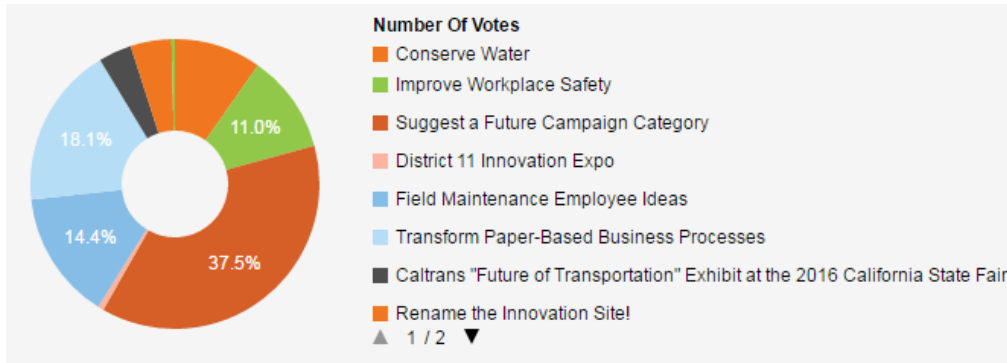 Number Of Votes
Conserve Water
Improve Workplace Safety
Suggest a Future Campaign Category
District 11 Innovation Expo
Field Maintenance Employee Ideas
Transform Paper-Based Business Processes
Caltrans "Future of Transportation" Exhibit at the 2016 California State Fair
Rename the Innovation Site!
1 / 2
11.0%
18.1%
14.4%
37.5%